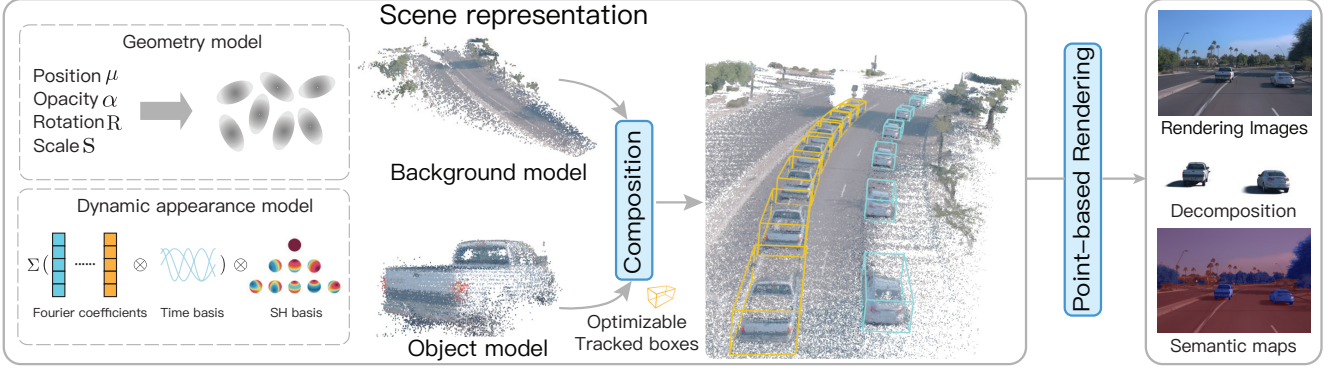 Scene representation
Geometry model
Position μ
Opacity α
Rotation R
Scale S
Dynamic appearance model
Σ( ······ ⊗ ) ⊗
Fourier coefficients
Time basis
SH basis
Background model
Object model
Composition
Optimizable
Tracked boxes
Point-based Rendering
Rendering Images
Decomposition
Semantic maps